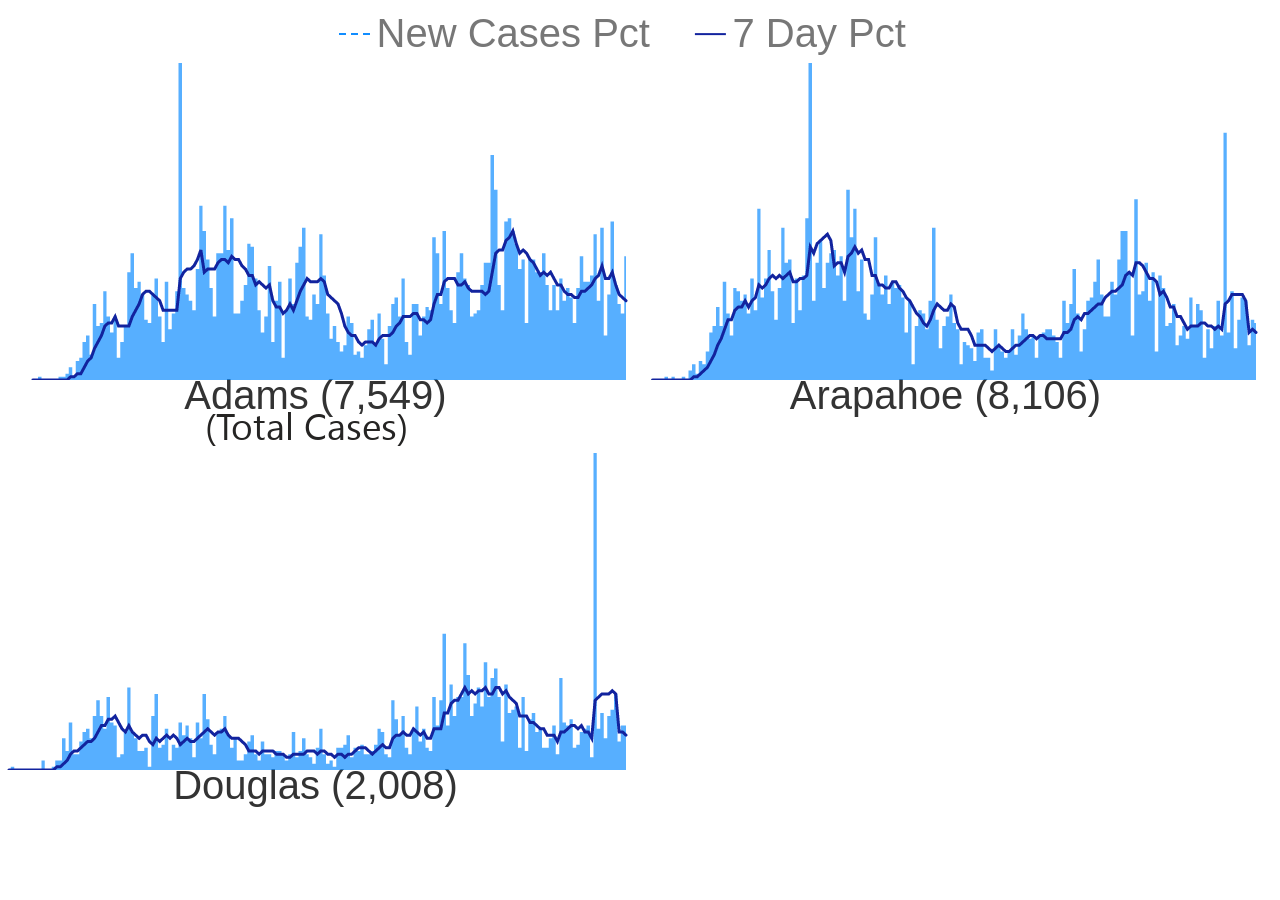 New Cases Pct 7 Day Pct
Adams (7,549) Arapahoe (8,106)
(Total Cases)
Douglas (2,008)